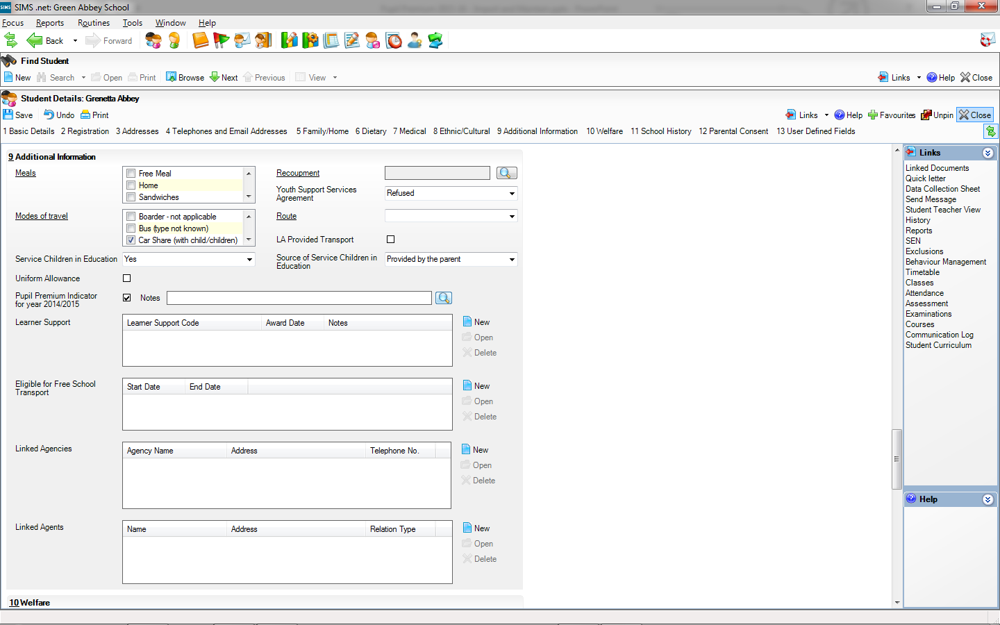 SIMS .net: Green Abbey School
Focus Reports Routines Tools Window Help
Back Forward
Find Student
New Search Open Print Browse Next Previous View Links Help Close
Student Details: Grenetta Abbey
Save Undo Print Links Help Favourites Unpin Close
1 Basic Details 2 Registration 3 Addresses 4 Telephones and Email Addresses 5 Family/Home 6 Dietary 7 Medical 8 Ethnic/Cultural 9 Additional Information 10 Welfare 11 School History 12 Parental Consent 13 User Defined Fields
9 Additional Information
Meals
Free Meal
Home
Sandwiches
Recoupment
Youth Support Services
Agreement
Refused
Modes of travel
Boarder - not applicable
Bus (type not known)
Car Share (with child/children)
Route
LA Provided Transport
Service Children in Education Yes
Source of Service Children in
Education
Provided by the parent
Uniform Allowance
Pupil Premium Indicator
for year 2014/2015
Notes
Learner Support
Learner Support Code Award Date Notes
New
Open
Delete
Eligible for Free School
Transport
Start Date End Date
New
Open
Delete
Linked Agencies
Agency Name Address Telephone No.
New
Open
Delete
Linked Agents
Name Address Relation Type
New
Open
Delete
10 Welfare
Links
Linked Documents
Quick letter
Data Collection Sheet
Send Message
Student Teacher View
History
Reports
SEN
Exclusions
Behaviour Management
Timetable
Classes
Attendance
Assessment
Examinations
Courses
Communication Log
Student Curriculum
Help